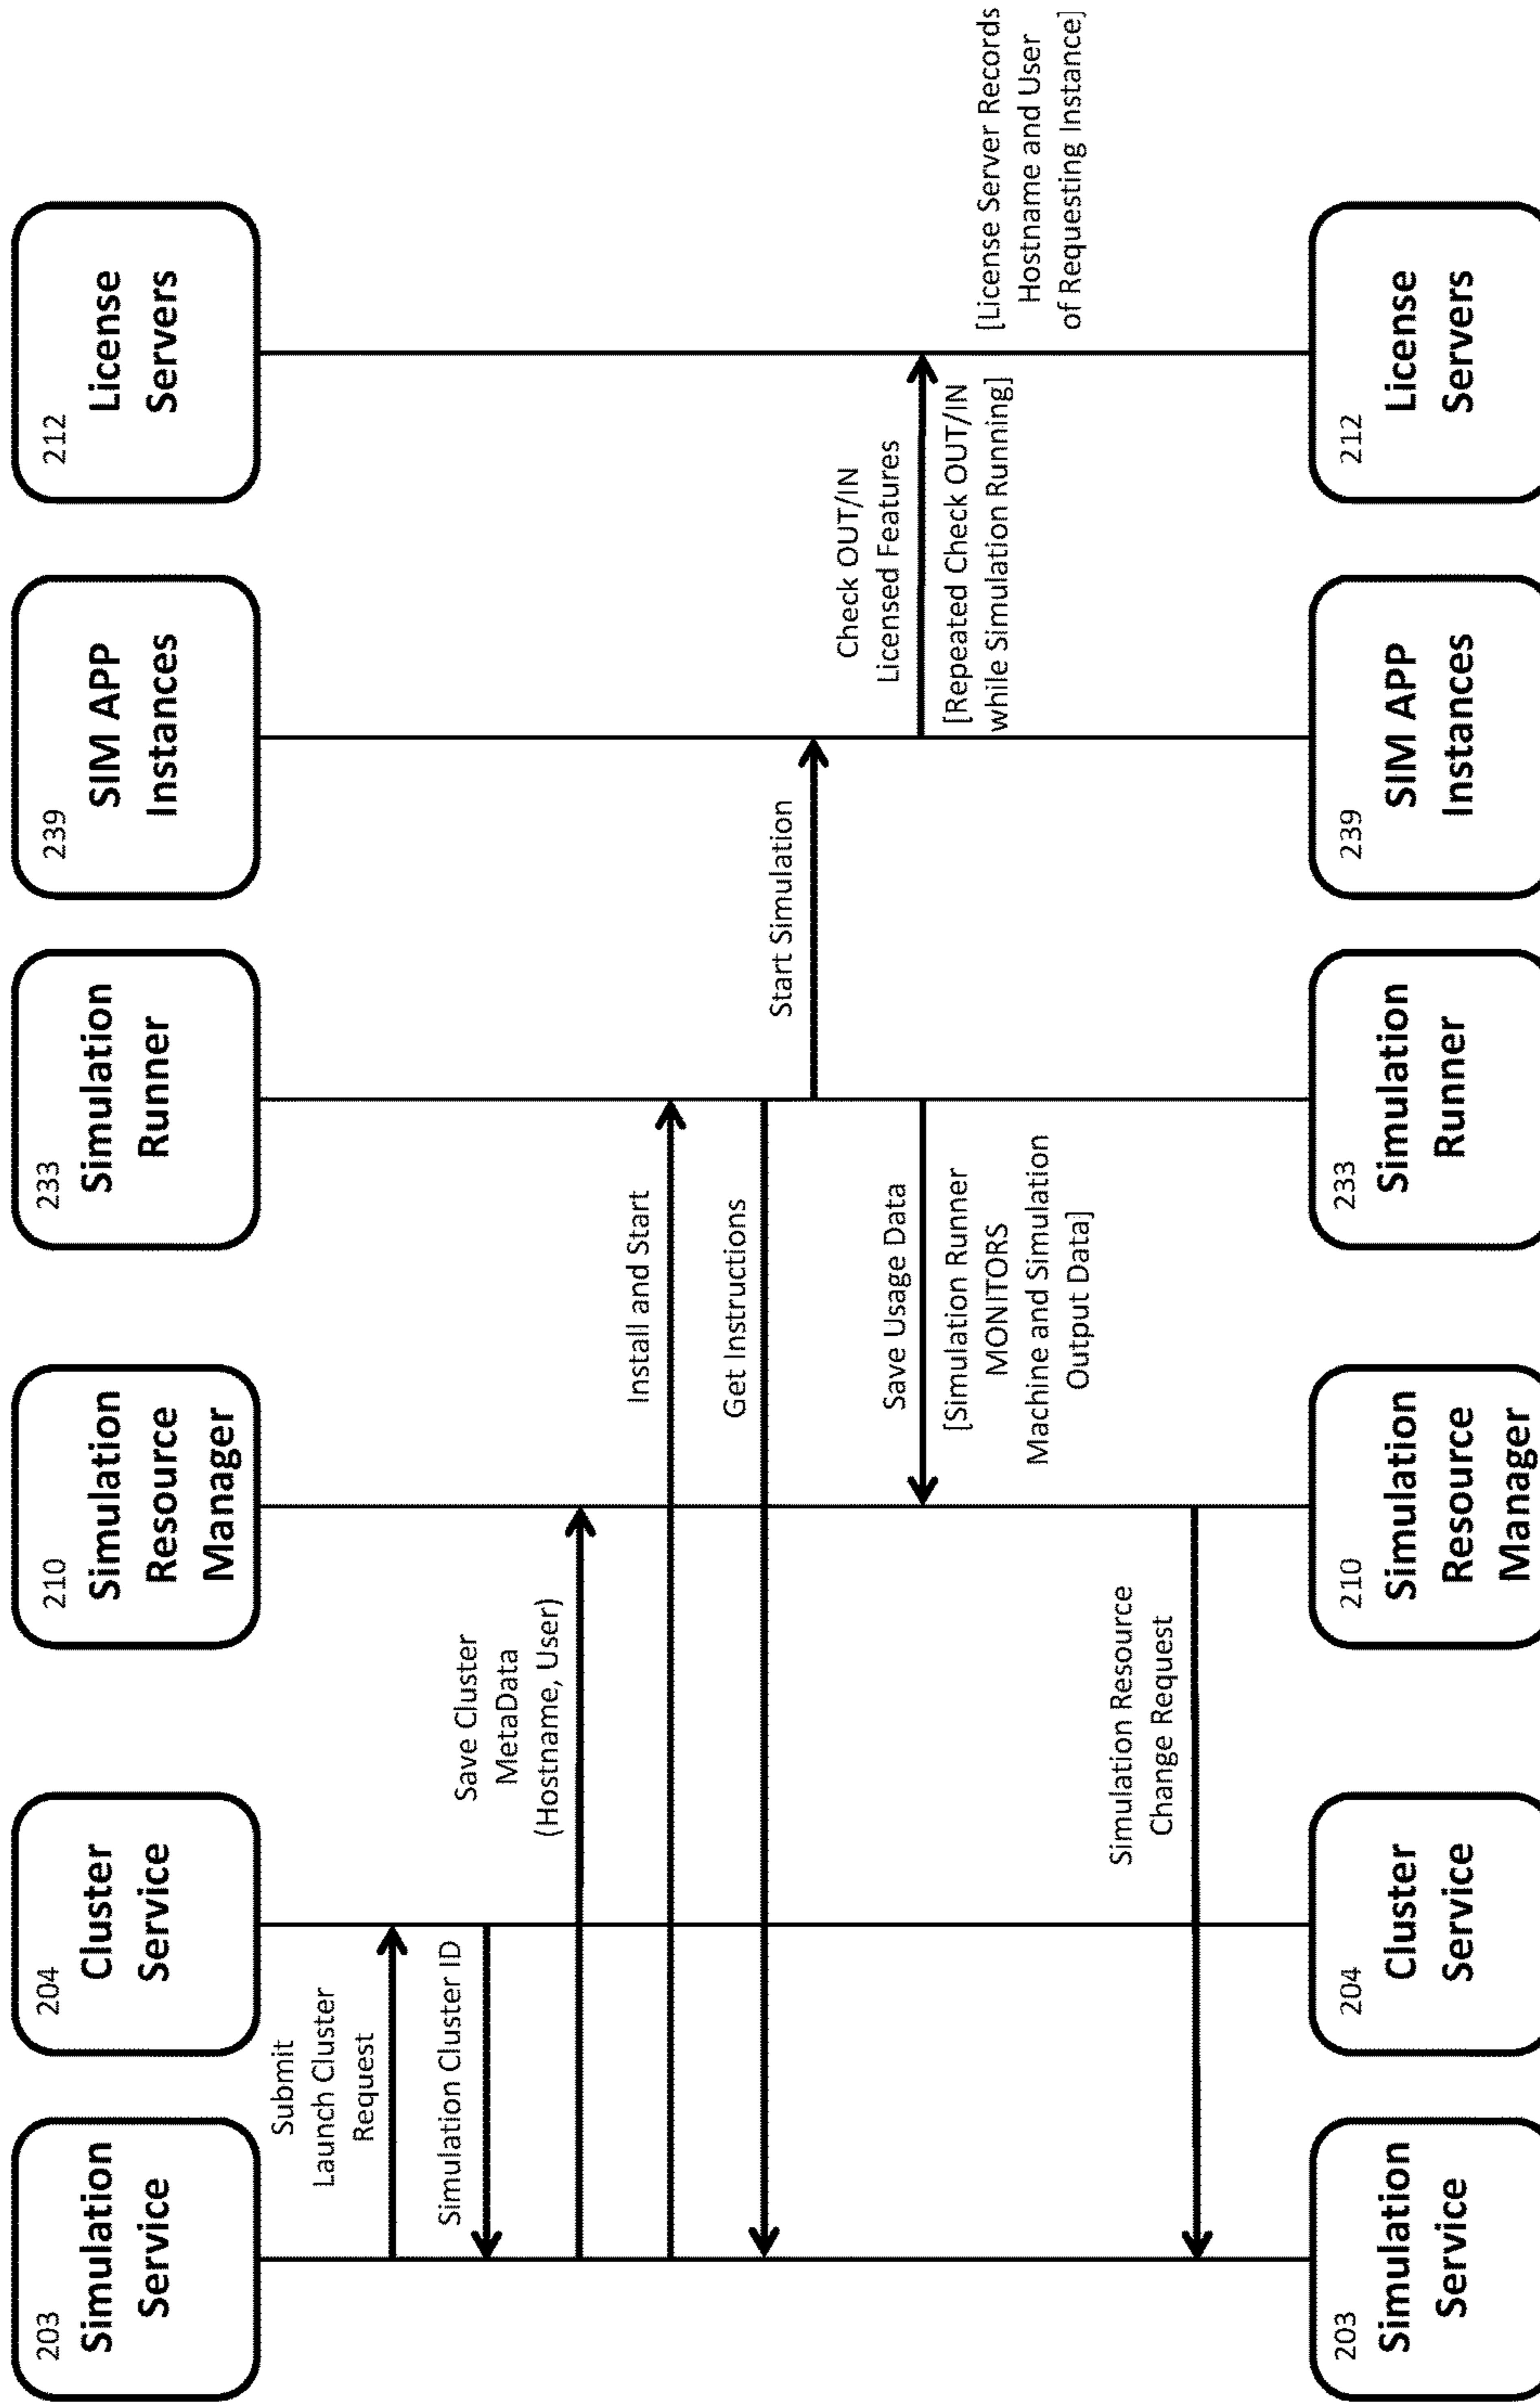 203
Simulation
Service
204
Cluster
Service
210
Simulation
Resource
Manager
233
Simulation
Runner
239
SIM APP
Instances
212
License
Servers
Submit
Launch Cluster
Request
Simulation Cluster ID
Save Cluster
MetaData
(Hostname, User)
Install and Start
Get Instructions
Start Simulation
Check OUT/IN
Licensed Features
[Repeated Check OUT/IN
while Simulation Running]
[License Server Records
Hostname and User
of Requesting Instance]
Save Usage Data
[Simulation Runner
MONITORS
Machine and Simulation
Output Data]
Simulation Resource
Change Request
203
Simulation
Service
204
Cluster
Service
210
Simulation
Resource
Manager
233
Simulation
Runner
239
SIM APP
Instances
212
License
Servers